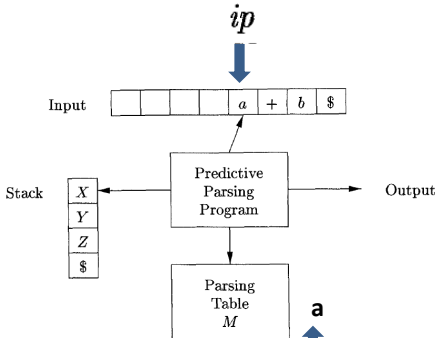 ip
Input a + b $
Predictive
Parsing
Program
Stack X Output
Y
Z
$
Parsing
Table
M
a